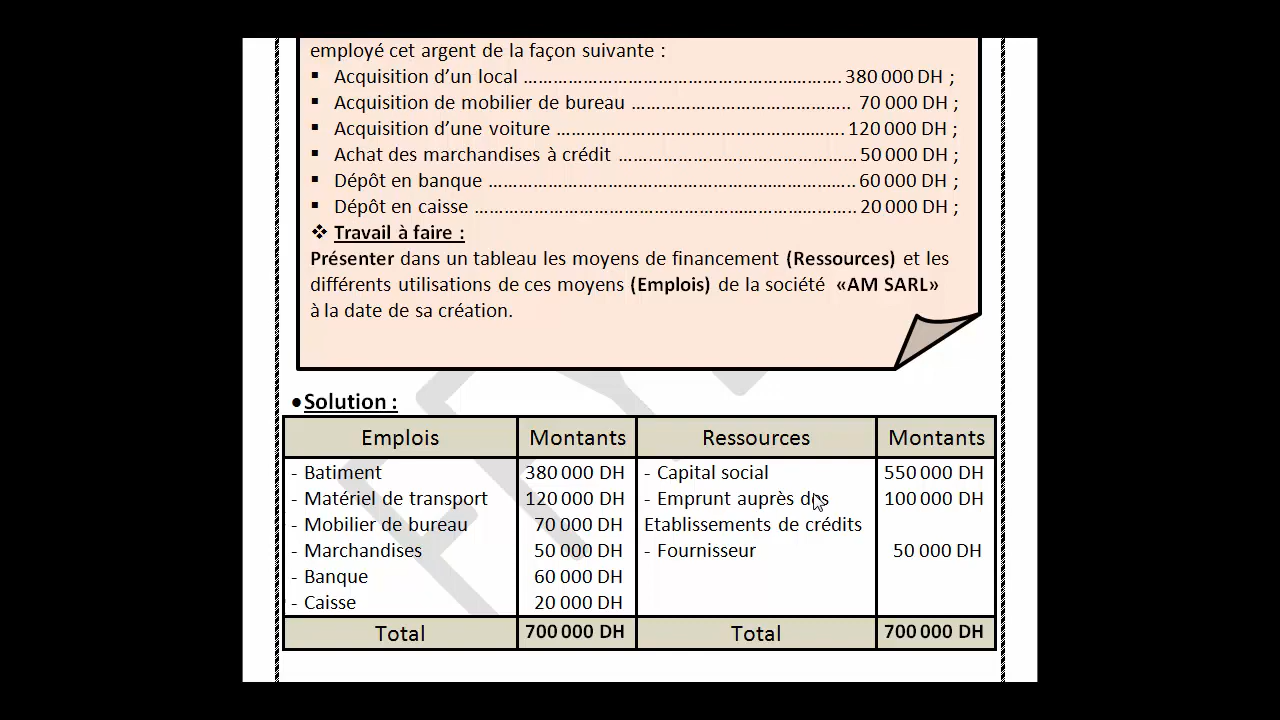 employé cet argent de la façon suivante :
▪ Acquisition d’un local ……………………………………………………. 380 000 DH ;
▪ Acquisition de mobilier de bureau ………………………………….. 70 000 DH ;
▪ Acquisition d’une voiture ………………………………………………. 120 000 DH ;
▪ Achat des marchandises à crédit …………………………………… 50 000 DH ;
▪ Dépôt en banque ………………………………………………………….. 60 000 DH ;
▪ Dépôt en caisse …………………………………………………………….. 20 000 DH ;
❖ Travail à faire :
Présenter dans un tableau les moyens de financement (Ressources) et les
différents utilisations de ces moyens (Emplois) de la société «AM SARL»
à la date de sa création.
•Solution :
Emplois Montants Ressources Montants
- Batiment 380 000 DH - Capital social 550 000 DH
- Matériel de transport 120 000 DH - Emprunt auprès des 100 000 DH
- Mobilier de bureau 70 000 DH Etablissements de crédits
- Marchandises 50 000 DH - Fournisseur 50 000 DH
- Banque 60 000 DH
- Caisse 20 000 DH
Total 700 000 DH Total 700 000 DH